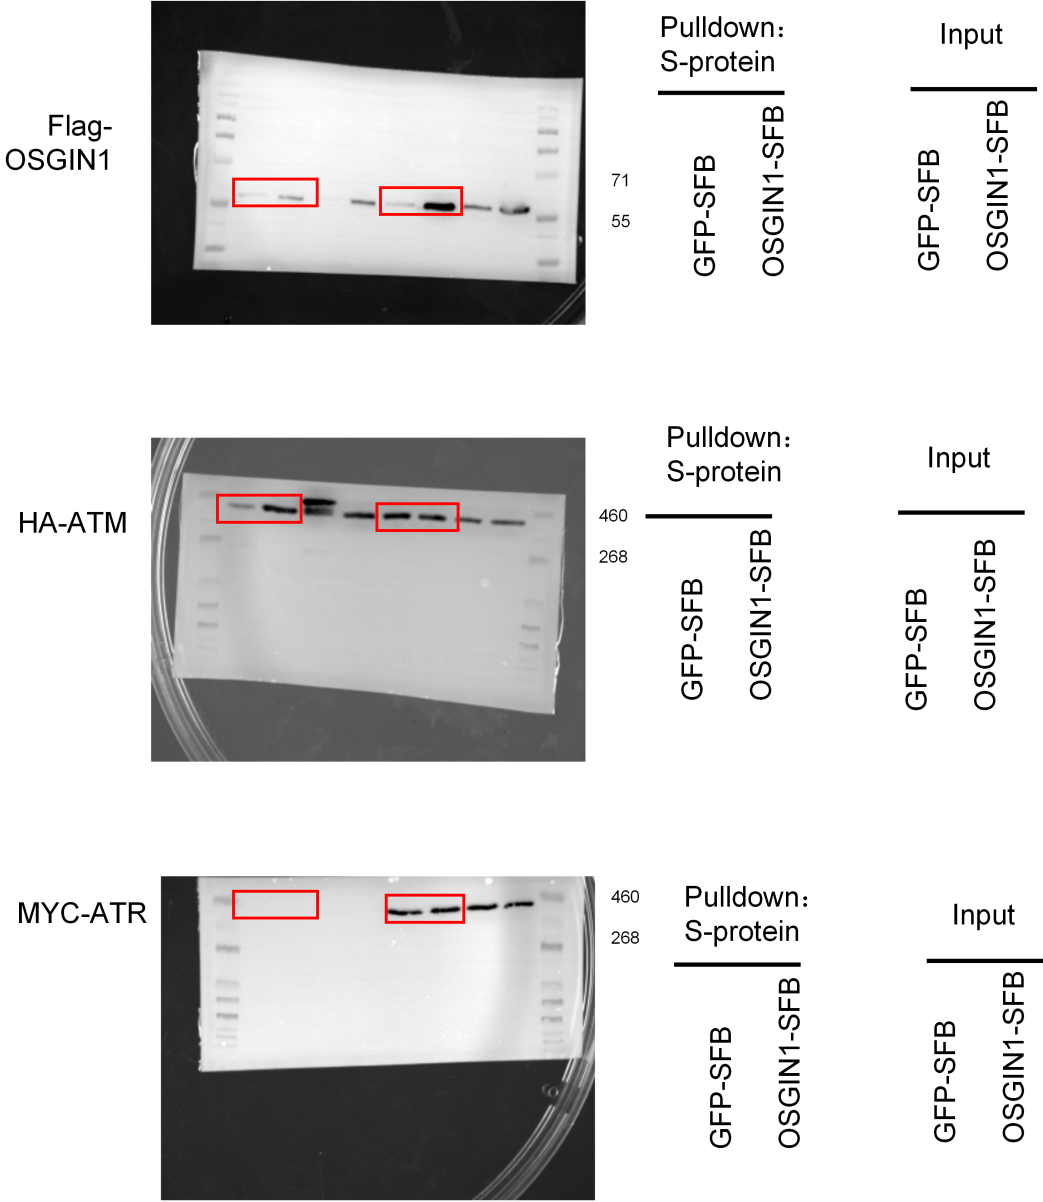 Pulldown：
S-protein
Input
Flag-
OSGIN1
71
55
GFP-SFB
OSGIN1-SFB
GFP-SFB
OSGIN1-SFB
Pulldown：
S-protein
Input
HA-ATM
460
268
GFP-SFB
OSGIN1-SFB
GFP-SFB
OSGIN1-SFB
MYC-ATR
460
268
Pulldown：
S-protein
Input
GFP-SFB
OSGIN1-SFB
GFP-SFB
OSGIN1-SFB